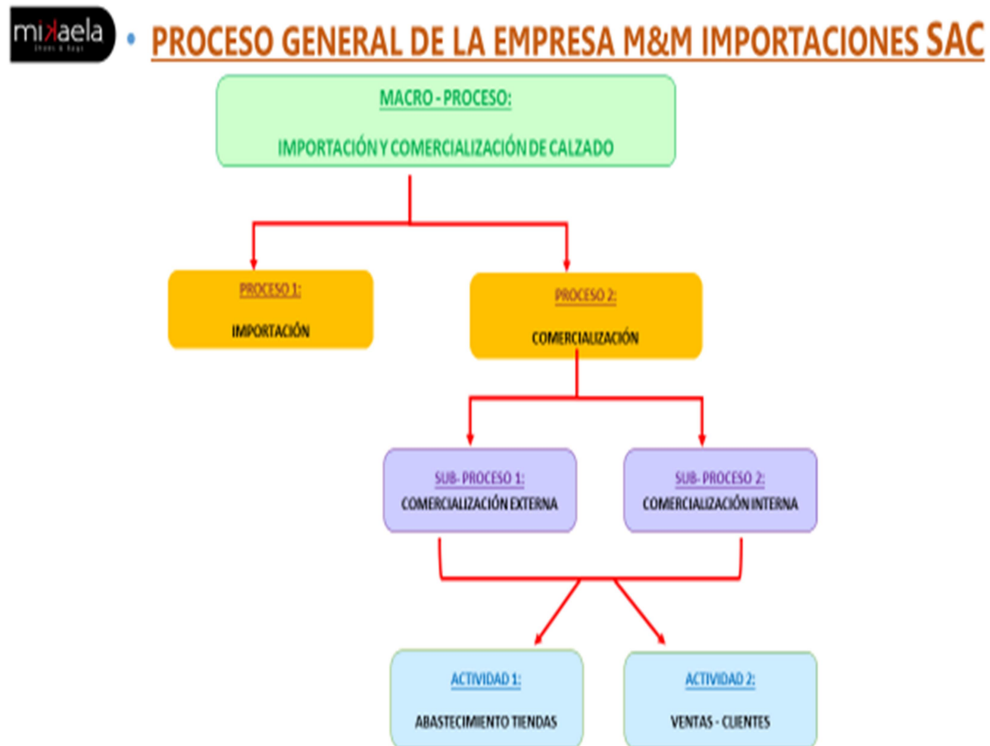 mikaela
Shoes & Bags
• PROCESO GENERAL DE LA EMPRESA M&M IMPORTACIONES SAC
MACRO - PROCESO:
IMPORTACIÓN Y COMERCIALIZACIÓN DE CALZADO
PROCESO 1:
IMPORTACIÓN
PROCESO 2:
COMERCIALIZACIÓN
SUB- PROCESO 1:
COMERCIALIZACIÓN EXTERNA
SUB- PROCESO 2:
COMERCIALIZACIÓN INTERNA
ACTIVIDAD 1:
ABASTECIMIENTO TIENDAS
ACTIVIDAD 2:
VENTAS - CLIENTES